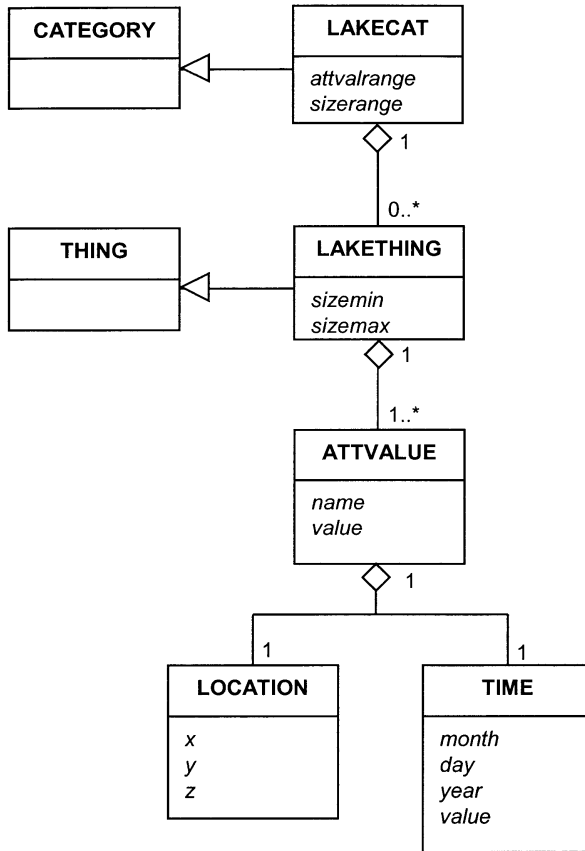 CATEGORY
LAKECAT
attvalrange
sizerange
1
0..*
THING
LAKETHING
sizemin
sizemax
1
1..*
ATTVALUE
name
value
1
1
1
LOCATION
x
y
z
TIME
month
day
year
value